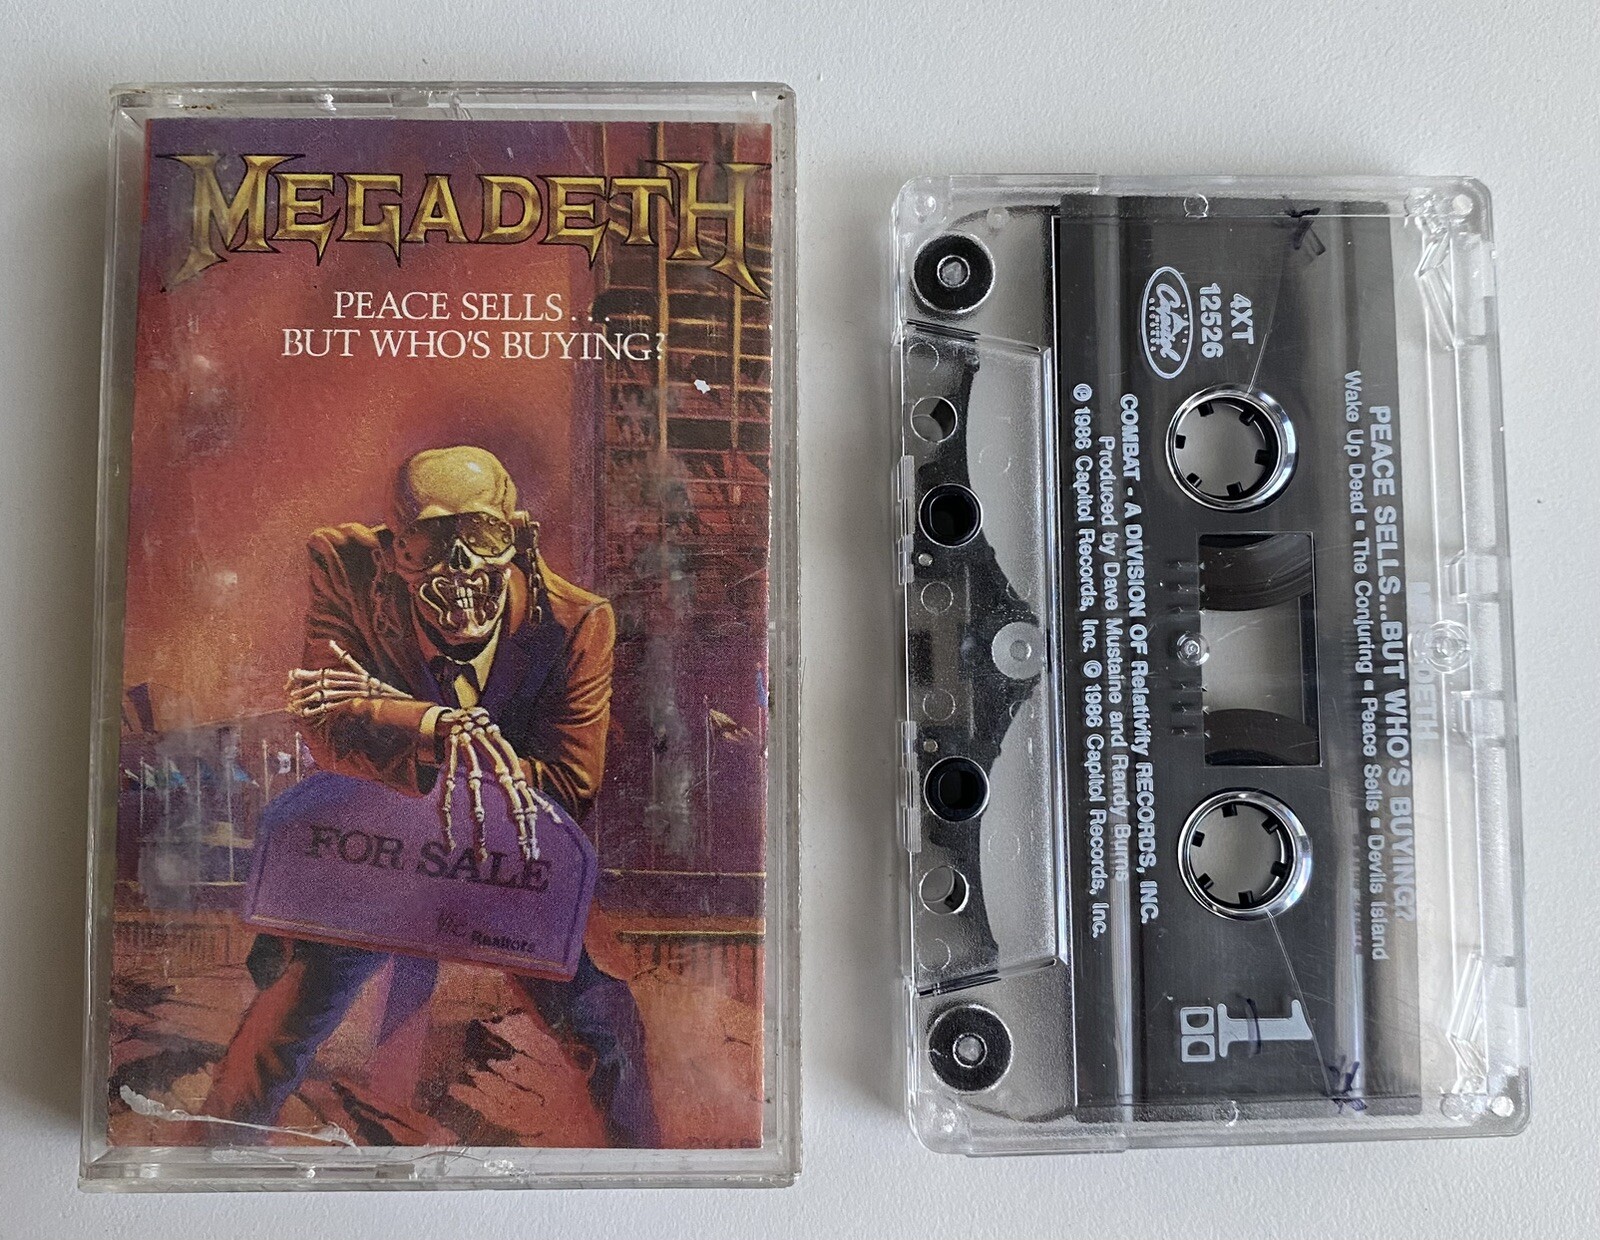 MEGADETH
PEACE SELLS...
BUT WHO'S BUYING?
FOR SALE
Realtors
PEACE SELLS...BUT WHO'S BUYING?
Wake Up Dead ▪ The Conjuring ▪ Peace Sells ▪ Devils Island
4XT
12526
Capitol
1
COMBAT - A DIVISION OF Relativity RECORDS, INC.
Produced by Dave Mustaine and Randy Burns
℗ 1986 Capitol Records, Inc. © 1986 Capitol Records, Inc.